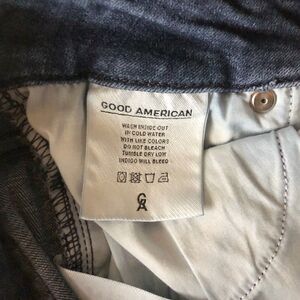 GOOD AMERICAN
WASH INSIDE OUT
IN COLD WATER
WITH LIKE COLORS
DO NOT BLEACH
TUMBLE DRY LOW
INDIGO WILL BLEED
GA